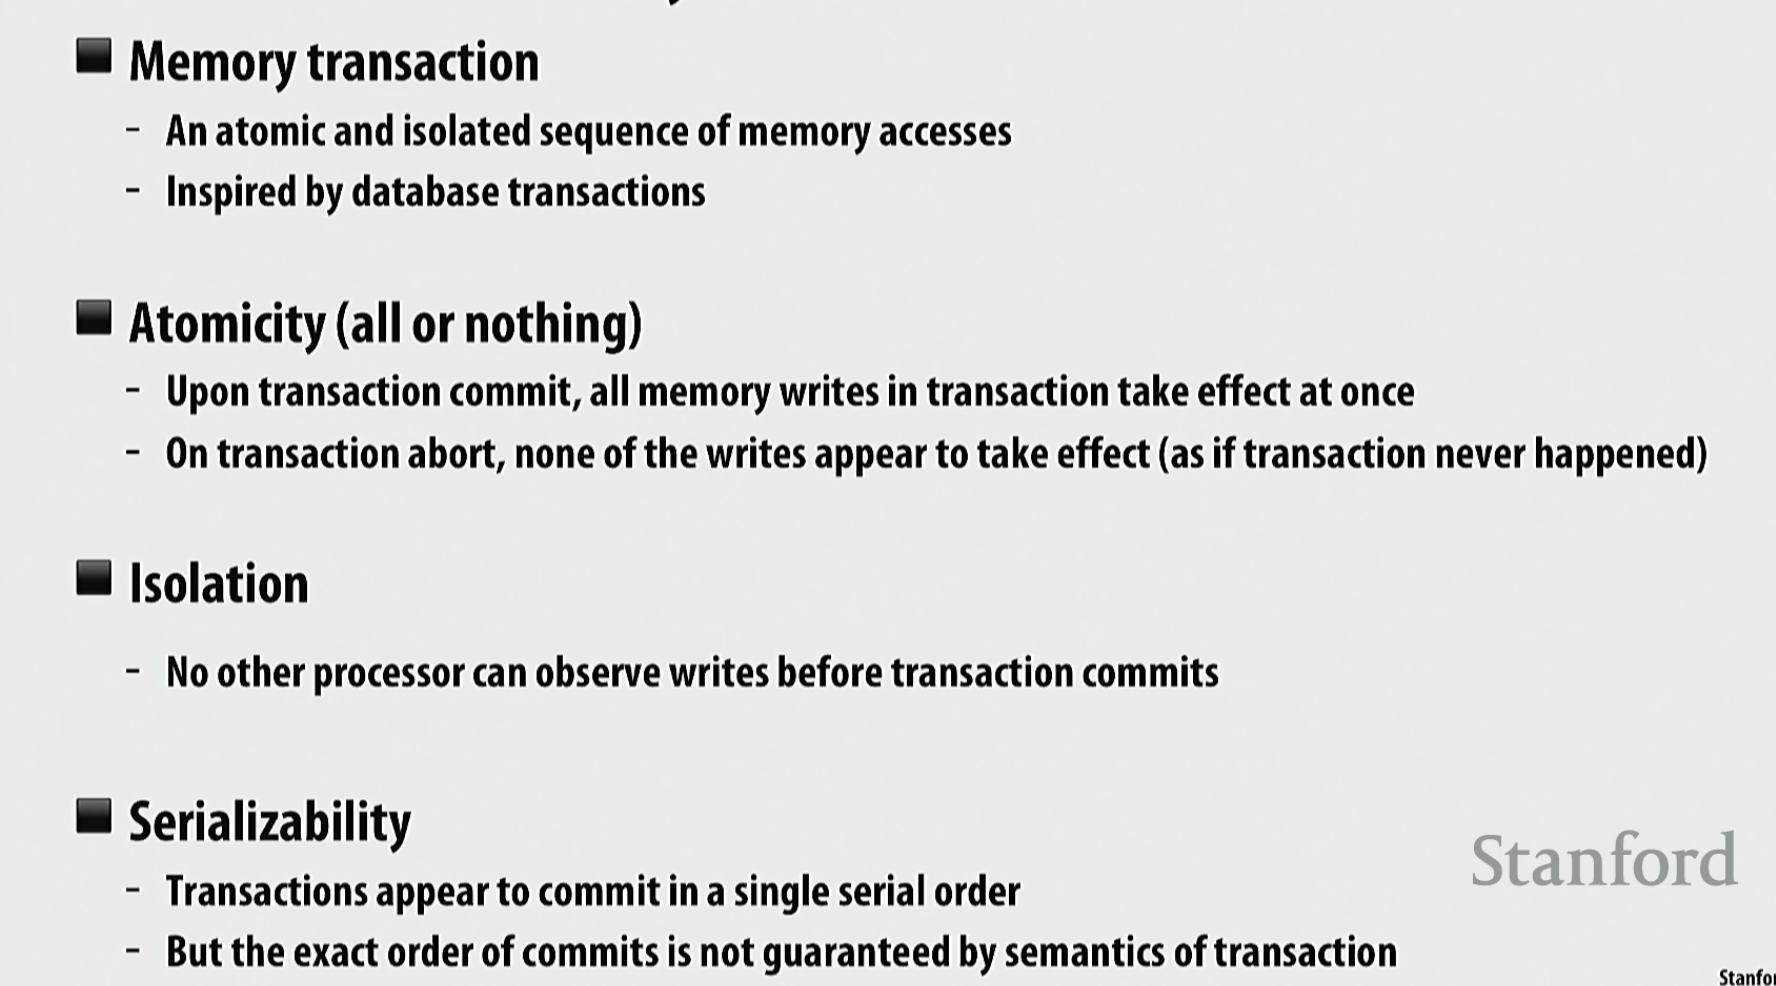 ■ Memory transaction
- An atomic and isolated sequence of memory accesses
- Inspired by database transactions
■ Atomicity (all or nothing)
- Upon transaction commit, all memory writes in transaction take effect at once
- On transaction abort, none of the writes appear to take effect (as if transaction never happened)
■ Isolation
- No other processor can observe writes before transaction commits
■ Serializability
- Transactions appear to commit in a single serial order
- But the exact order of commits is not guaranteed by semantics of transaction
Stanford
Stanfor